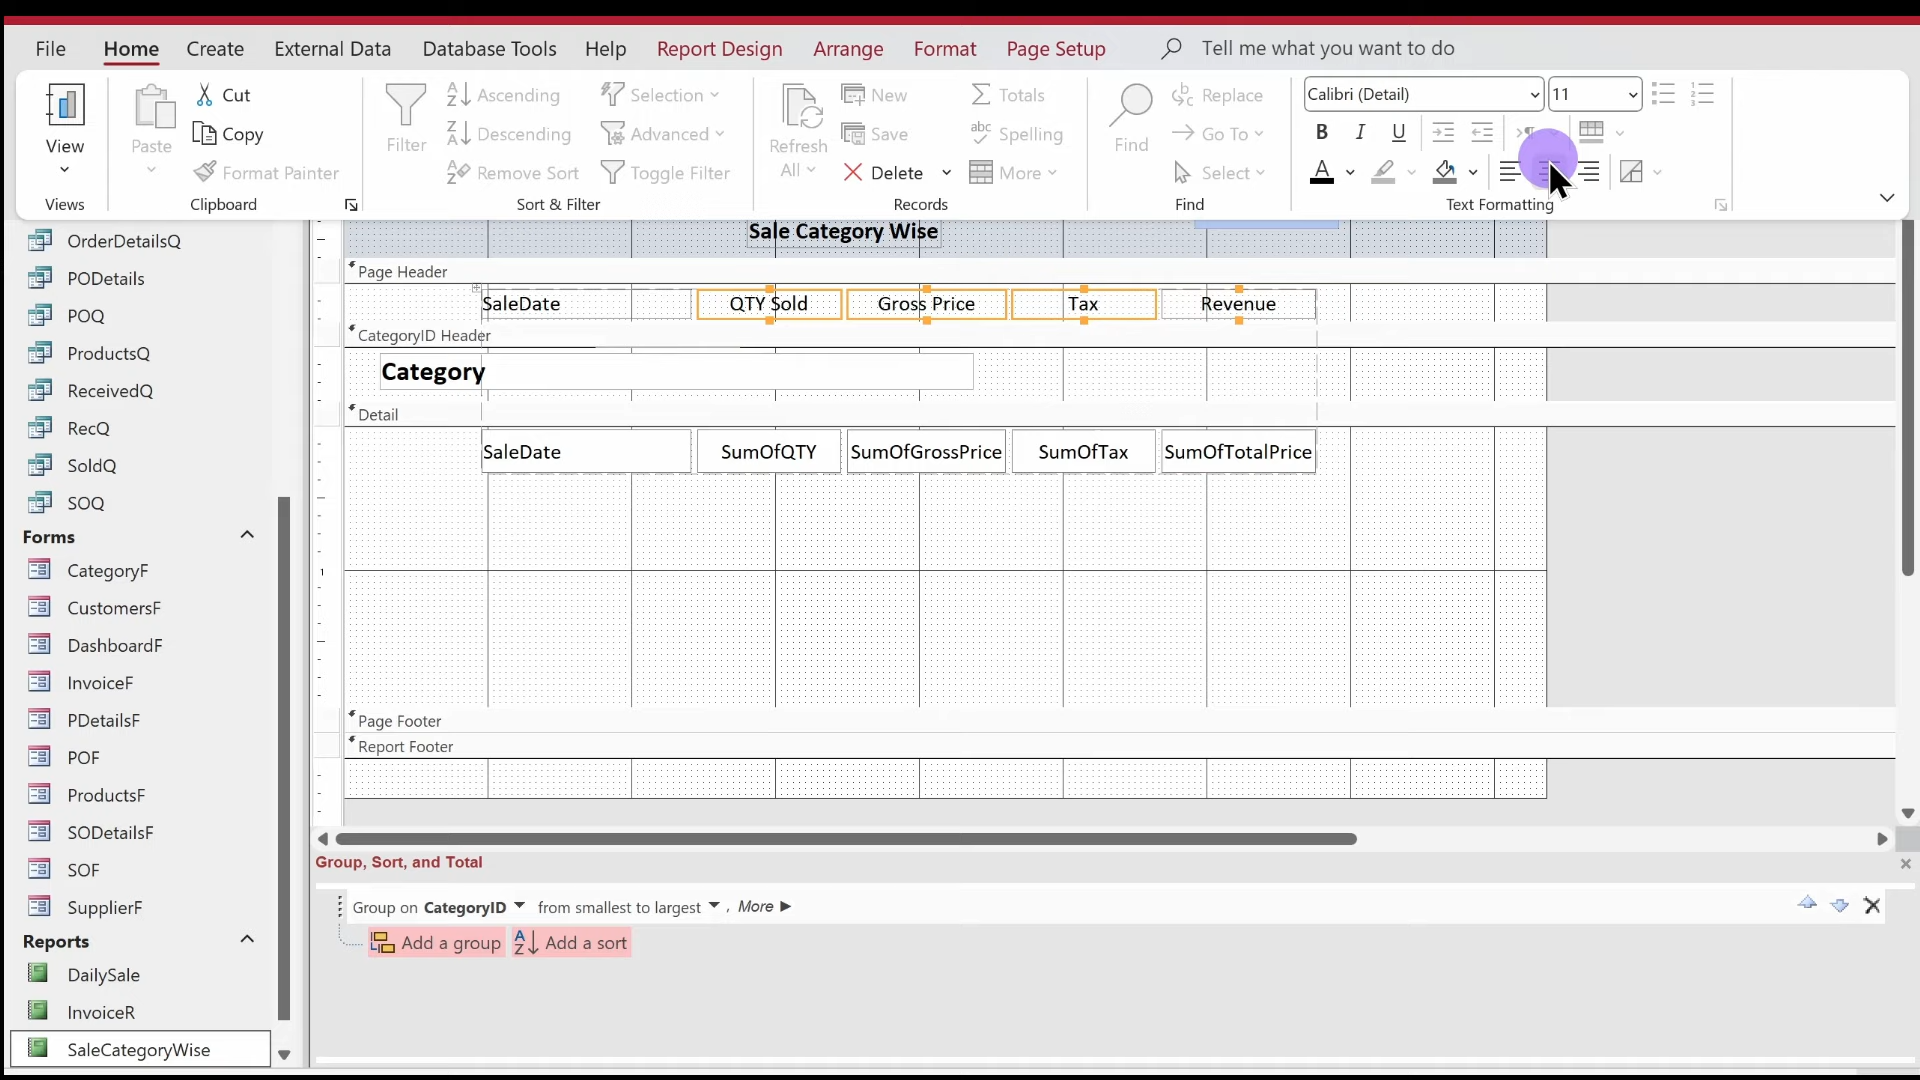 File Home Create External Data Database Tools Help Report Design Arrange Format Page Setup Tell me what you want to do
View
Views
Paste
Cut
Copy
Format Painter
Clipboard
Filter
Ascending
Descending
Remove Sort
Selection
Advanced
Toggle Filter
Sort & Filter
Refresh
All
New
Save
Delete
Totals
Spelling
More
Records
Find
Replace
Go To
Select
Find
Calibri (Detail) 11
B I U
A
Text Formatting
OrderDetailsQ
PODetails
POQ
ProductsQ
ReceivedQ
RecQ
SoldQ
SOQ
Forms
CategoryF
CustomersF
DashboardF
InvoiceF
PDetailsF
POF
ProductsF
SODetailsF
SOF
SupplierF
Reports
DailySale
InvoiceR
SaleCategoryWise
Sale Category Wise
Page Header
SaleDate QTY Sold Gross Price Tax Revenue
CategoryID Header
Category
Detail
SaleDate SumOfQTY SumOfGrossPrice SumOfTax SumOfTotalPrice
1
Page Footer
Report Footer
Group, Sort, and Total
Group on CategoryID from smallest to largest , More
Add a group Add a sort